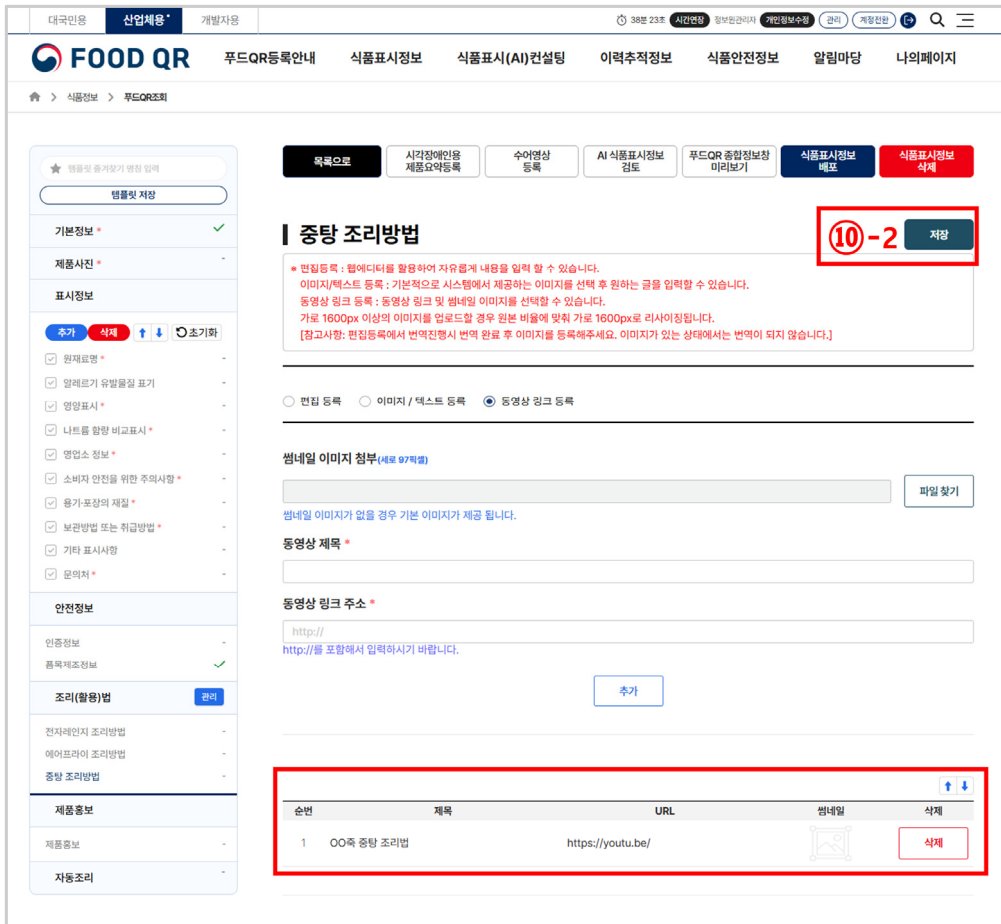 대국민용 산업체용 개발자용
38분 23초 시간연장 정보원관리자 개인정보수정 관리 계정전환
FOOD QR 푸드QR등록안내 식품표시정보 식품표시(AI)컨설팅 이력추적정보 식품안전정보 알림마당 나의페이지
> 식품정보 > 푸드QR조회
템플릿 즐겨찾기 명칭 입력
템플릿 저장
기본정보 *
제품사진 *
표시정보
추가 삭제 초기화
원재료명 * -
알레르기 유발물질 표기 -
영양표시 * -
나트륨 함량 비교표시 * -
영업소 정보 * -
소비자 안전을 위한 주의사항 * -
용기·포장의 재질 * -
보관방법 또는 취급방법 * -
기타 표시사항 -
문의처 * -
안전정보
인증정보 -
품목제조정보
조리(활용)법 관리
전자레인지 조리방법 -
에어프라이 조리방법 -
중탕 조리방법 -
제품홍보
제품홍보 -
자동조리 -
목록으로
시각장애인용
제품요약등록
수어영상
등록
AI 식품표시정보
검토
푸드QR 종합정보창
미리보기
식품표시정보
배포
식품표시정보
삭제
중탕 조리방법
⑩-2 저장
* 편집등록 : 웹에디터를 활용하여 자유롭게 내용을 입력 할 수 있습니다.
이미지/텍스트 등록 : 기본적으로 시스템에서 제공하는 이미지를 선택 후 원하는 글을 입력할 수 있습니다.
동영상 링크 등록 : 동영상 링크 및 썸네일 이미지를 선택할 수 있습니다.
가로 1600px 이상의 이미지를 업로드할 경우 원본 비율에 맞춰 가로 1600px로 리사이징됩니다.
[참고사항: 편집등록에서 번역진행시 번역 완료 후 이미지를 등록해주세요. 이미지가 있는 상태에서는 번역이 되지 않습니다.]
편집 등록 이미지 / 텍스트 등록 동영상 링크 등록
썸네일 이미지 첨부(세로 97픽셀)
파일 찾기
썸네일 이미지가 없을 경우 기본 이미지가 제공 됩니다.
동영상 제목 *
동영상 링크 주소 *
http://
http://를 포함해서 입력하시기 바랍니다.
추가
순번 제목 URL 썸네일 삭제
1 OO죽 중탕 조리법 https://youtu.be/ 삭제